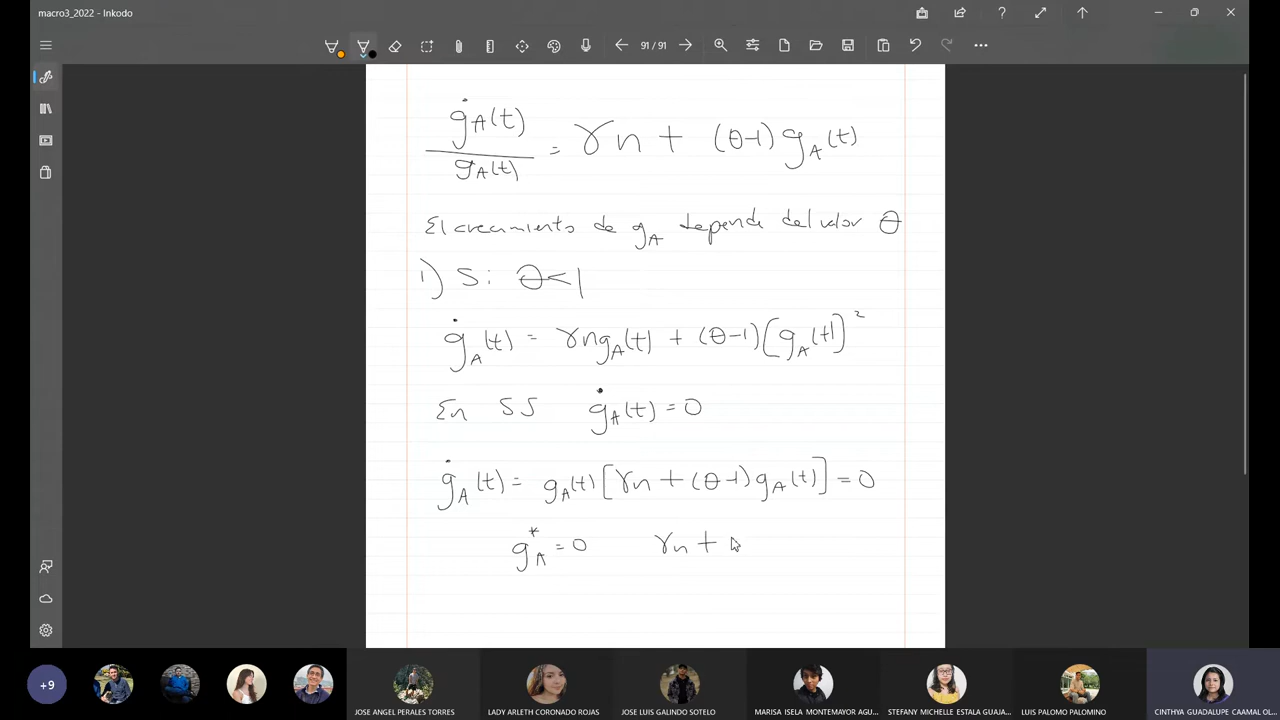 macro3_2022 - Inkodo
91 / 91
ġA(t)
gA(t) = γn + (θ-1) gA(t)
El crecimiento de gA depende del valor θ
1) Si θ<1
ġA(t) = γngA(t) + (θ-1)[gA(t)]²
En SS ġA(t) = 0
ġA(t) = gA(t)[γn + (θ-1)gA(t)] = 0
gA* = 0 γn +
+9
JOSE ANGEL PERALES TORRES
LADY ARLETH CORONADO ROJAS
JOSE LUIS GALINDO SOTELO
MARISA ISELA MONTEMAYOR AGU...
STEFANY MICHELLE ESTALA GUAJA...
LUIS PALOMO PALOMINO
CINTHYA GUADALUPE CAAMAL OL...